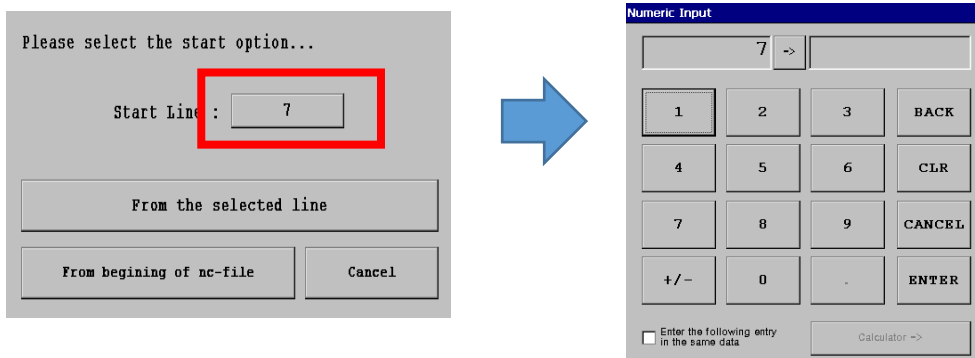 Please select the start option...
Start Line : 7
From the selected line
From begining of nc-file Cancel
Numeric Input
7 ->
1 2 3 BACK
4 5 6 CLR
7 8 9 CANCEL
+/- 0 . ENTER
Enter the following entry
in the same data
Calculator ->